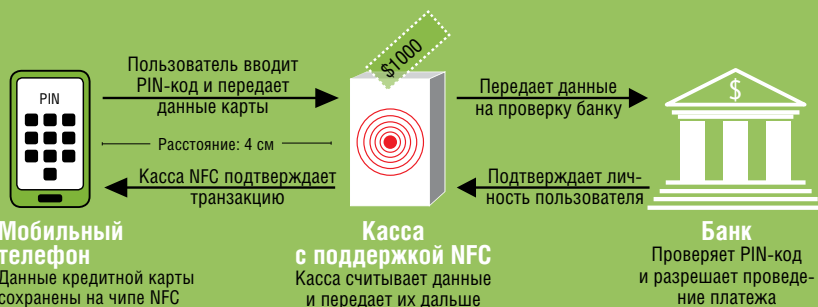 $1000
Пользователь вводит
PIN-код и передает
данные карты
Передает данные
на проверку банку
PIN
$
Расстояние: 4 см
Касса NFC подтверждает
транзакцию
Подтверждает лич-
ность пользователя
Мобильный
телефон
Данные кредитной карты
сохранены на чипе NFC
Касса
с поддержкой NFC
Касса считывает данные
и передает их дальше
Банк
Проверяет PIN-код
и разрешает проведе-
ние платежа